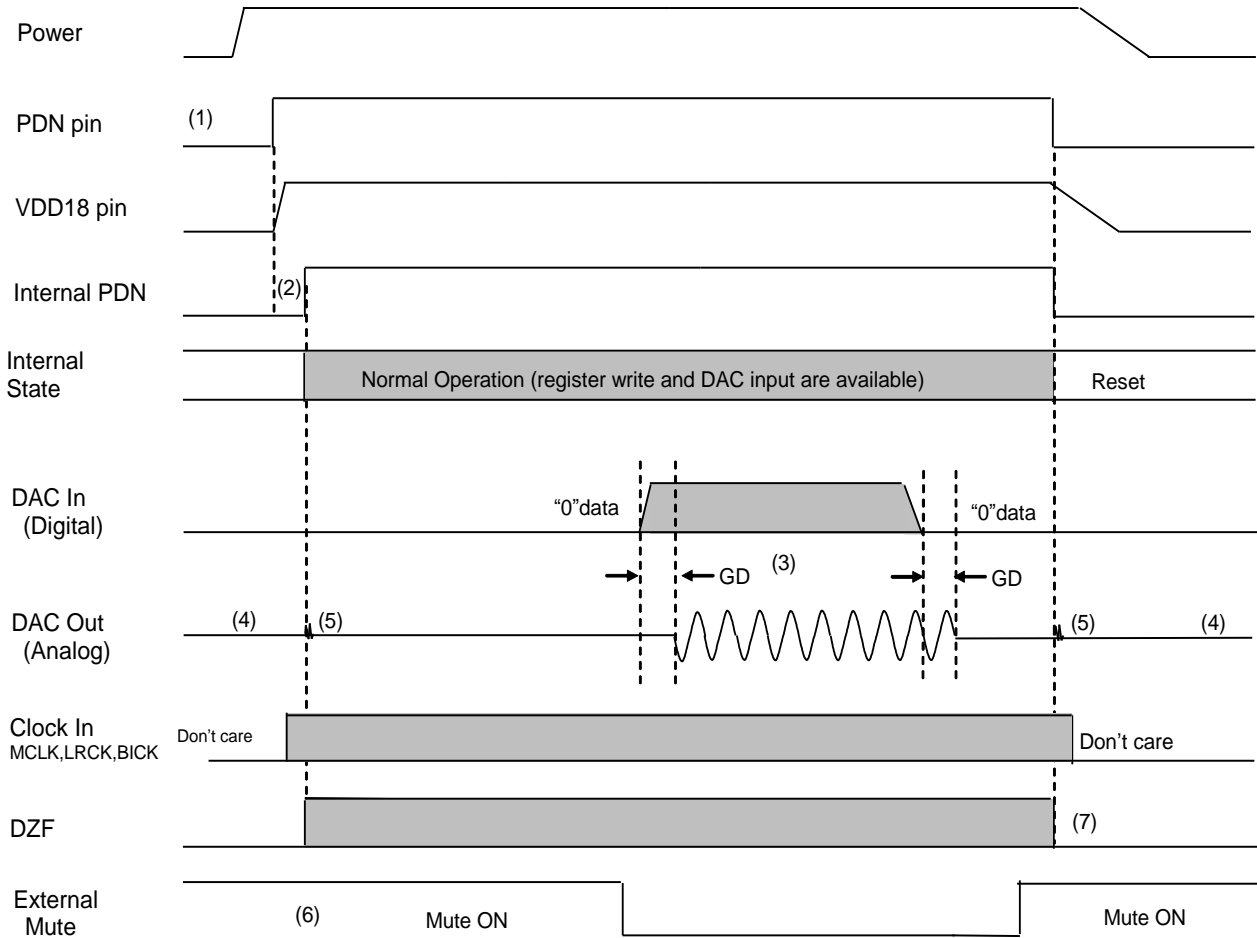 Power
PDN pin
(1)
VDD18 pin
Internal PDN
(2)
Internal
State
Normal Operation (register write and DAC input are available)
Reset
DAC In
(Digital)
“0”data
“0”data
GD
(3)
GD
DAC Out
(Analog)
(4)
(5)
(5)
(4)
Clock In
MCLK,LRCK,BICK
Don’t care
Don’t care
DZF
(7)
External
Mute
(6)
Mute ON
Mute ON